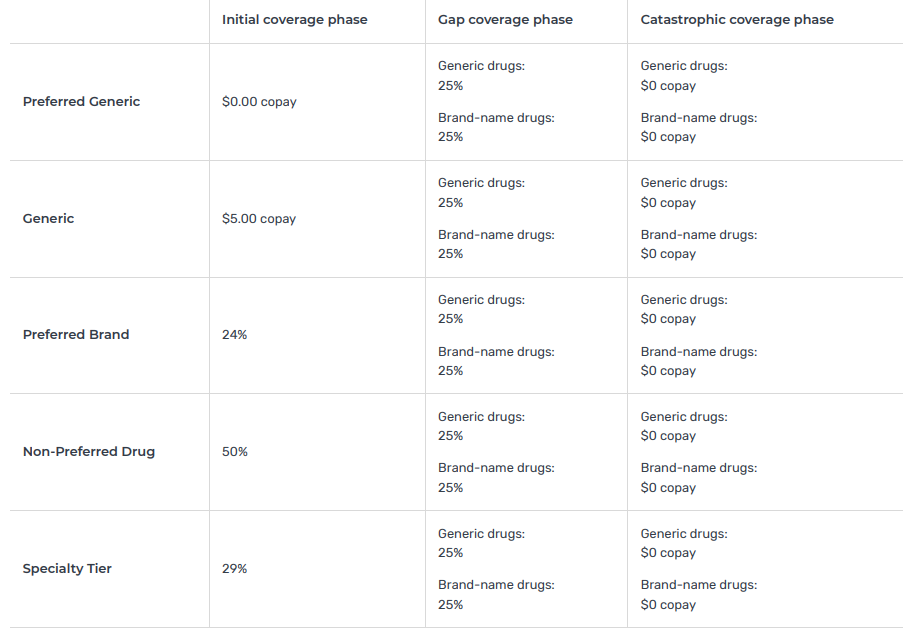 Initial coverage phase
Gap coverage phase
Catastrophic coverage phase
Preferred Generic
$0.00 copay
Generic drugs:
25%
Brand-name drugs:
25%
Generic drugs:
$0 copay
Brand-name drugs:
$0 copay
Generic
$5.00 copay
Generic drugs:
25%
Brand-name drugs:
25%
Generic drugs:
$0 copay
Brand-name drugs:
$0 copay
Preferred Brand
24%
Generic drugs:
25%
Brand-name drugs:
25%
Generic drugs:
$0 copay
Brand-name drugs:
$0 copay
Non-Preferred Drug
50%
Generic drugs:
25%
Brand-name drugs:
25%
Generic drugs:
$0 copay
Brand-name drugs:
$0 copay
Specialty Tier
29%
Generic drugs:
25%
Brand-name drugs:
25%
Generic drugs:
$0 copay
Brand-name drugs:
$0 copay